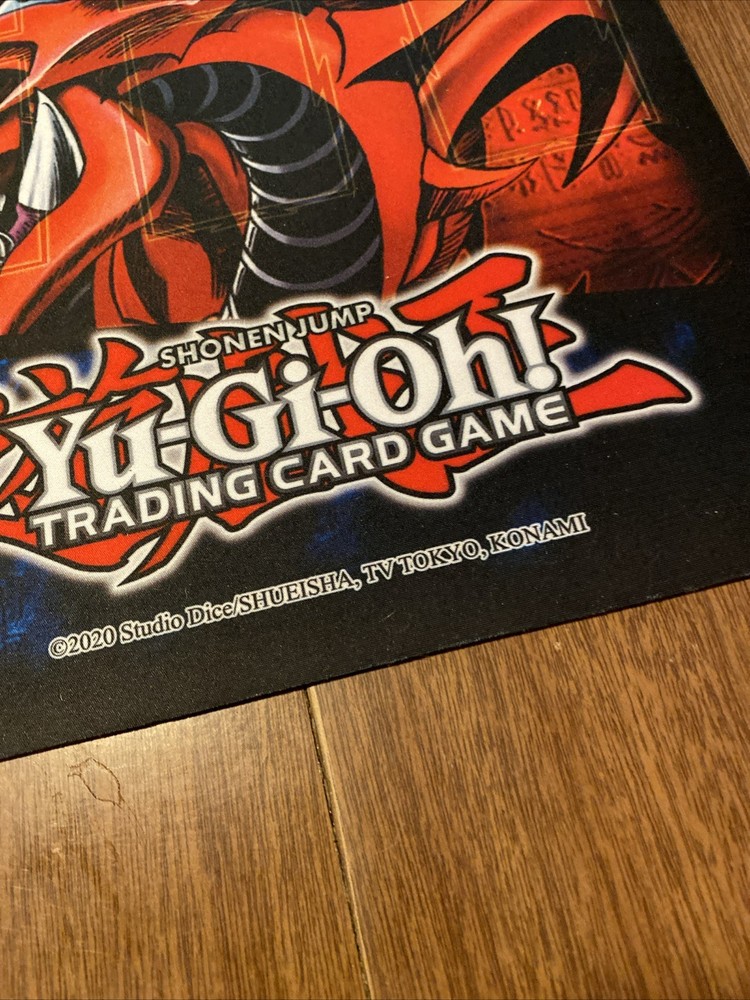 SHONEN JUMP
Yu-Gi-Oh!
TRADING CARD GAME
©2020 Studio Dice/SHUEISHA, TV TOKYO, KONAMI